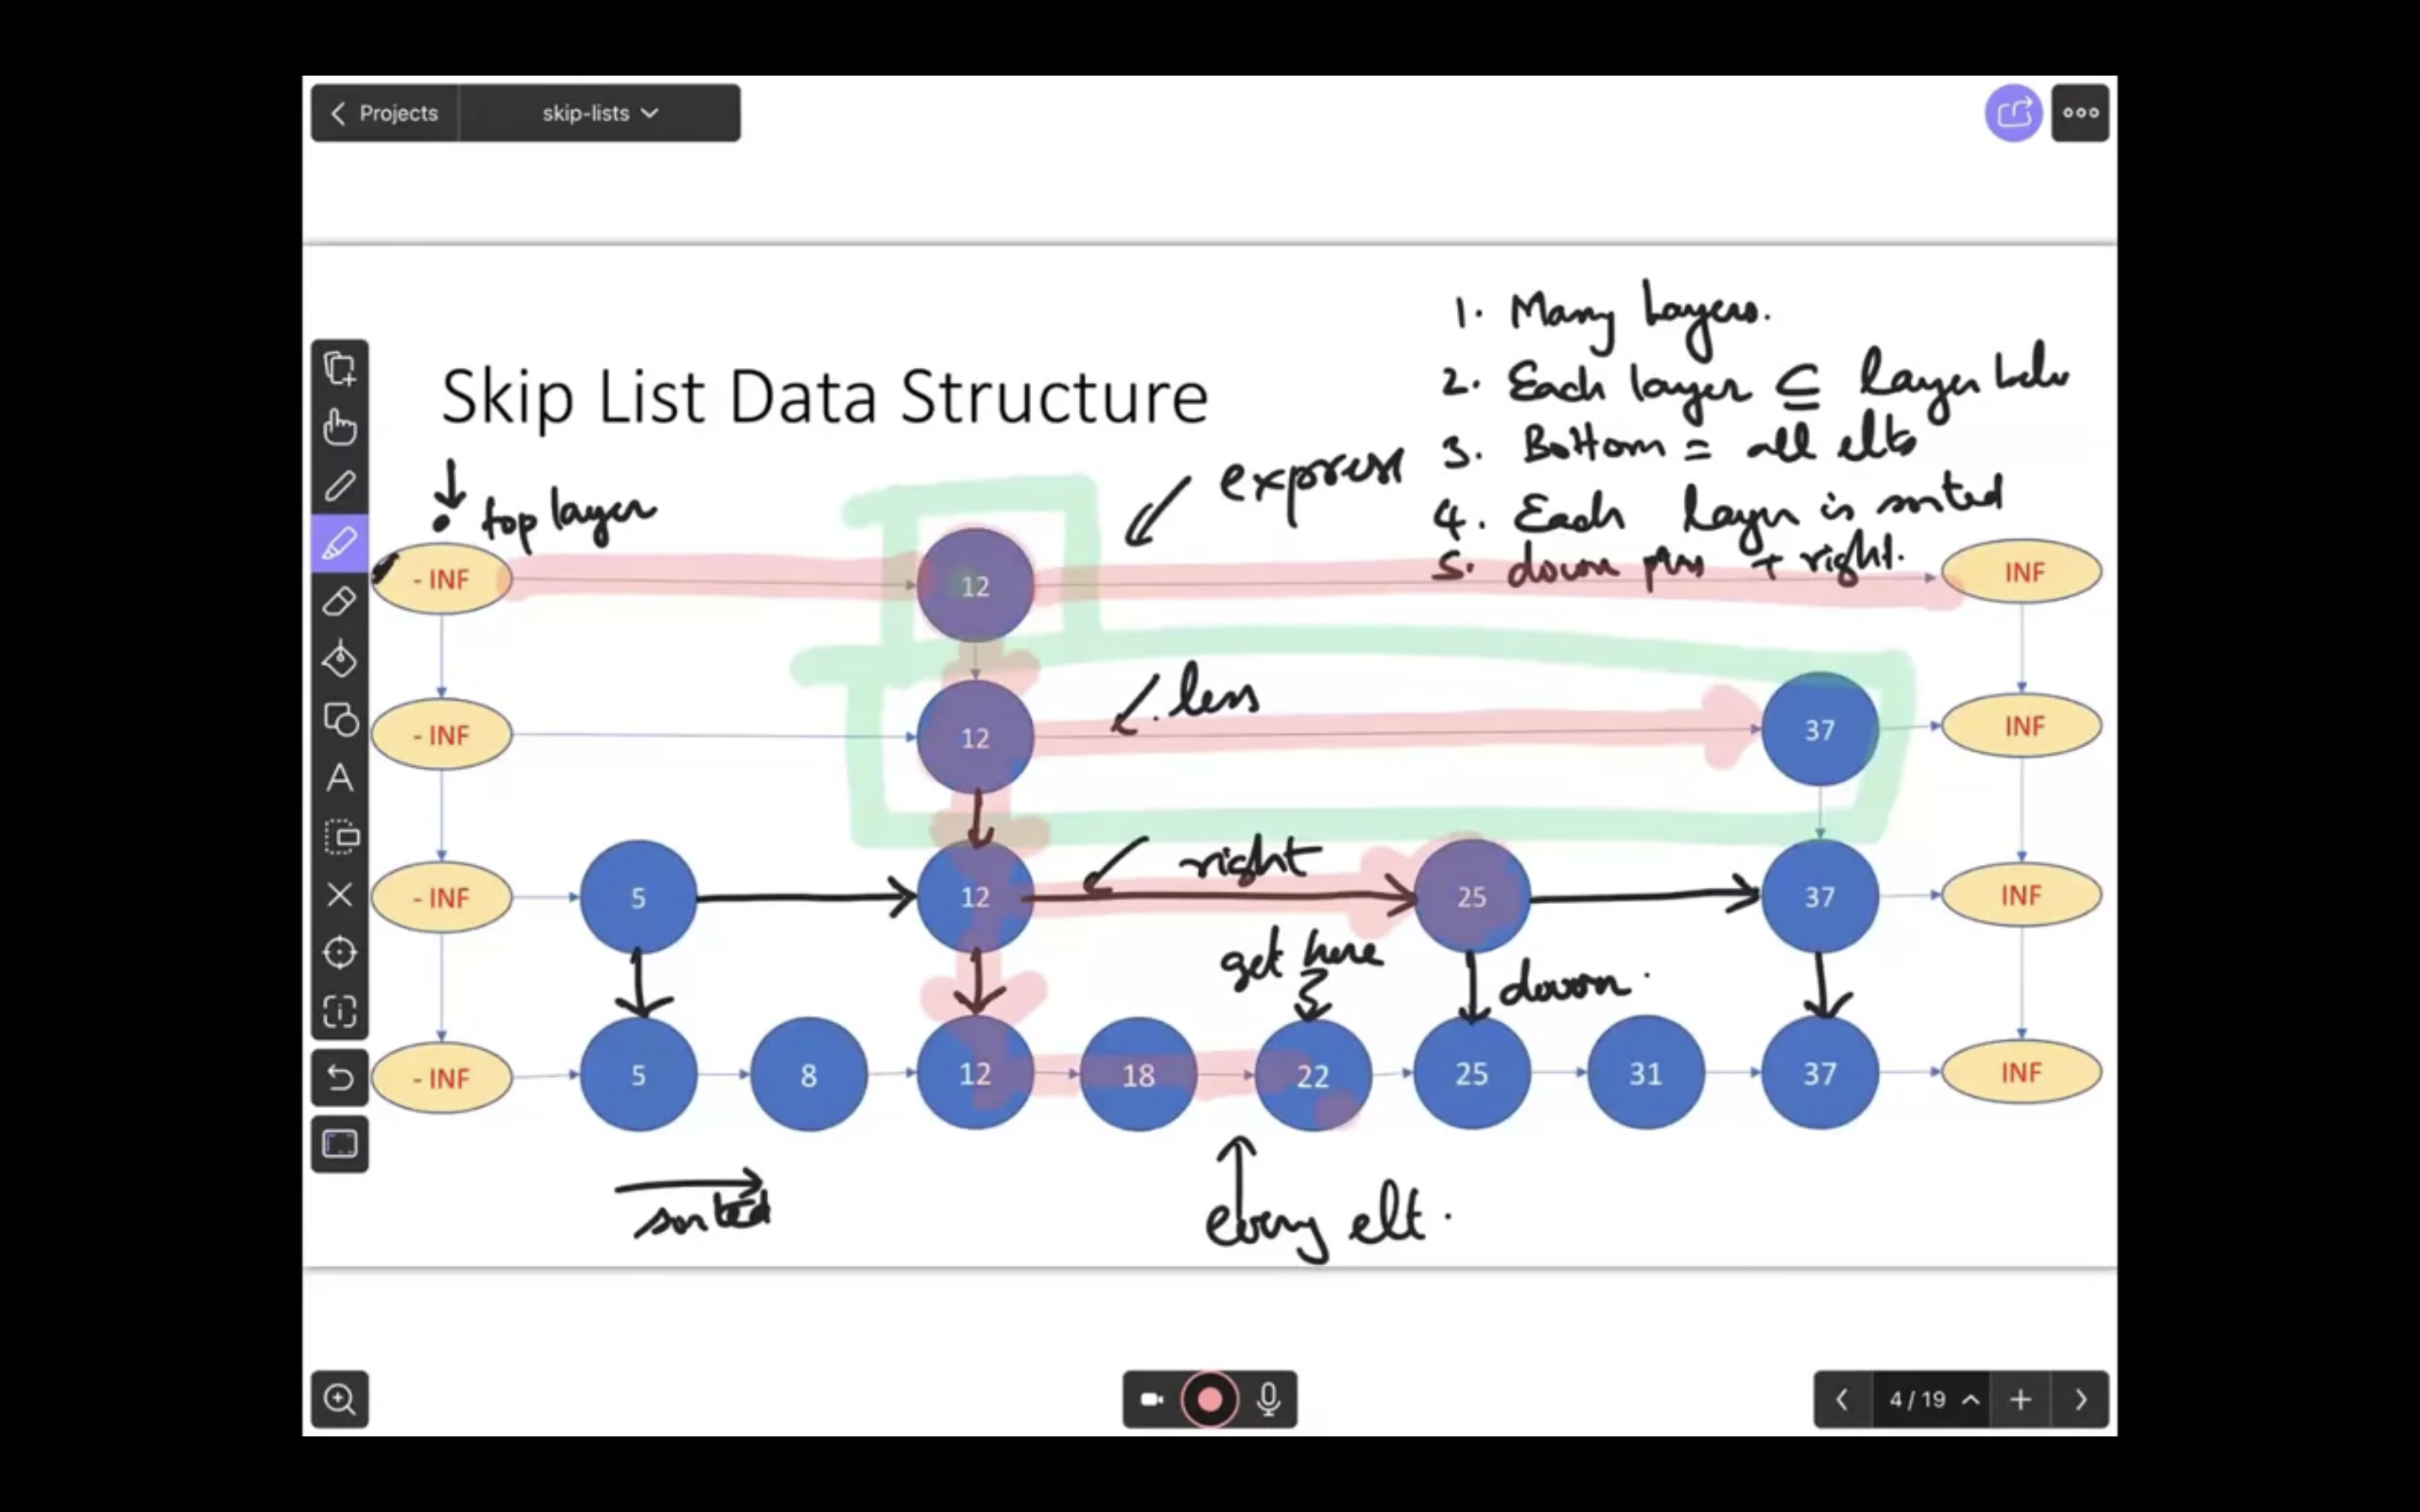 Projects skip-lists
1. Many Layers.
2. Each layer ⊆ layer below
Skip List Data Structure
3. Bottom = all elts
express
4. Each layer is sorted
top layer
5. down ptrs + right.
- INF 12 INF
less
- INF 12 37 INF
right
- INF 5 12 25 37 INF
get here
down.
- INF 5 8 12 18 22 25 31 37 INF
sorted
every elt.
4 / 19